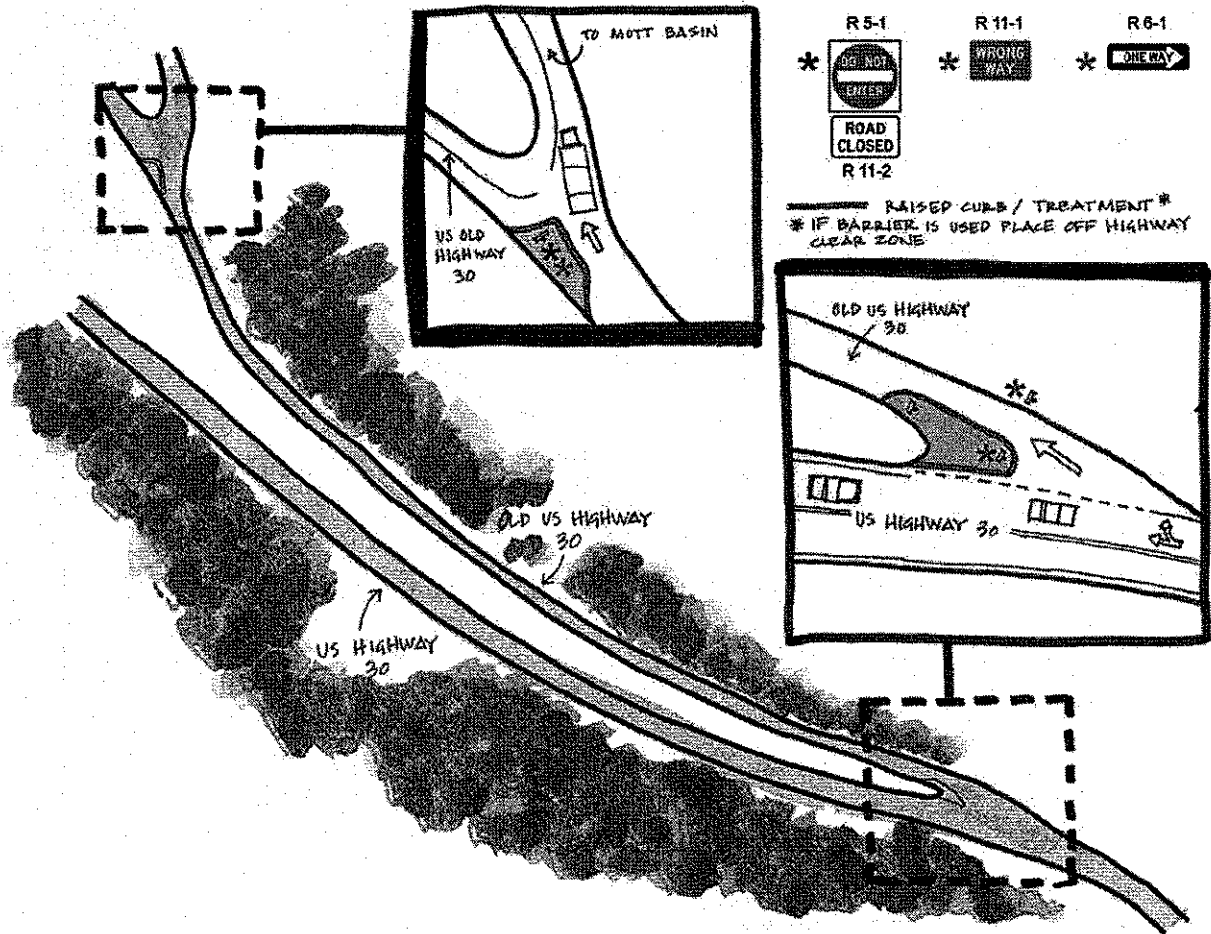 TO MOTT BASIN
US OLD
HIGHWAY
30
R 5-1
R 11-1
R 6-1
* DO NOT
ENTER
* WRONG
WAY
* ONE WAY
ROAD
CLOSED
R 11-2
RAISED CURB / TREATMENT *
* IF BARRIER IS USED PLACE OFF HIGHWAY
CLEAR ZONE
OLD US HIGHWAY
30
US HIGHWAY 30
OLD US HIGHWAY
30
US HIGHWAY
30